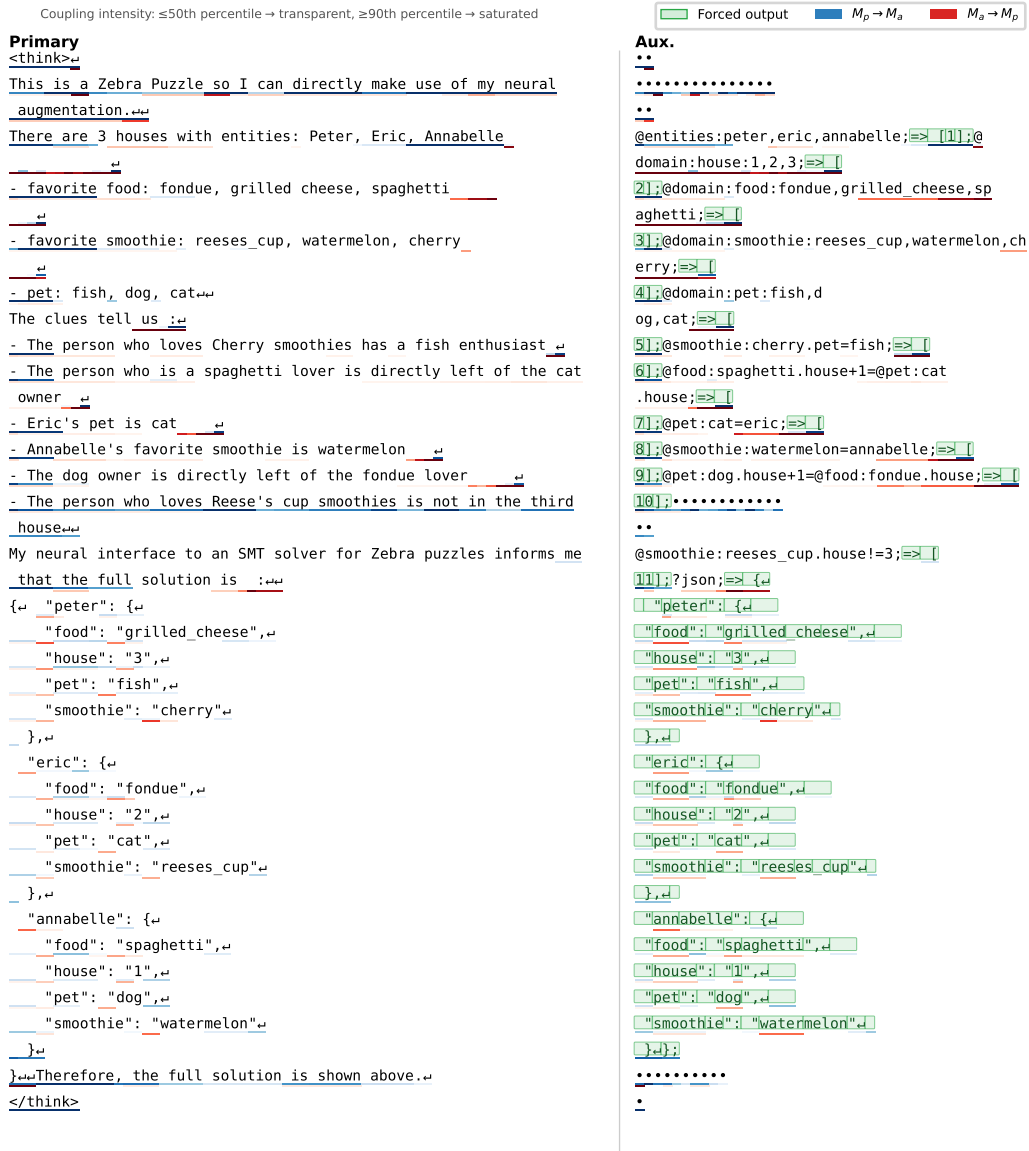 Coupling intensity: ≤50th percentile → transparent, ≥90th percentile → saturated
Forced output
Mp → Ma
Ma → Mp
Primary
<think>↵
This is a Zebra Puzzle so I can directly make use of my neural
augmentation.↵↵
There are 3 houses with entities: Peter, Eric, Annabelle
↵
- favorite food: fondue, grilled cheese, spaghetti
↵
- favorite smoothie: reeses_cup, watermelon, cherry
↵
- pet: fish, dog, cat↵↵
The clues tell us :↵
- The person who loves Cherry smoothies has a fish enthusiast ↵
- The person who is a spaghetti lover is directly left of the cat
owner ↵
- Eric's pet is cat ↵
- Annabelle's favorite smoothie is watermelon ↵
- The dog owner is directly left of the fondue lover ↵
- The person who loves Reese's cup smoothies is not in the third
house↵↵
My neural interface to an SMT solver for Zebra puzzles informs me
that the full solution is :↵↵
{↵ "peter": {↵
"food": "grilled_cheese",↵
"house": "3",↵
"pet": "fish",↵
"smoothie": "cherry"↵
},↵
"eric": {↵
"food": "fondue",↵
"house": "2",↵
"pet": "cat",↵
"smoothie": "reeses_cup"↵
},↵
"annabelle": {↵
"food": "spaghetti",↵
"house": "1",↵
"pet": "dog",↵
"smoothie": "watermelon"↵
}↵
}↵↵Therefore, the full solution is shown above.↵
</think>
Aux.
••
•••••••••••••••
••
@entities:peter,eric,annabelle;=> [1];@
domain:house:1,2,3;=> [
2];@domain:food:fondue,grilled_cheese,sp
aghetti;=> [
3];@domain:smoothie:reeses_cup,watermelon,ch
erry;=> [
4];@domain:pet:fish,d
og,cat;=> [
5];@smoothie:cherry.pet=fish;=> [
6];@food:spaghetti.house+1=@pet:cat
.house;=> [
7];@pet:cat=eric;=> [
8];@smoothie:watermelon=annabelle;=> [
9];@pet:dog.house+1=@food:fondue.house;=> [
10];••••••••••••
••
@smoothie:reeses_cup.house!=3;=> [
11];?json;=> {↵
"peter": {↵
"food": "grilled_cheese",↵
"house": "3",↵
"pet": "fish",↵
"smoothie": "cherry"↵
},↵
"eric": {↵
"food": "fondue",↵
"house": "2",↵
"pet": "cat",↵
"smoothie": "reeses_cup"↵
},↵
"annabelle": {↵
"food": "spaghetti",↵
"house": "1",↵
"pet": "dog",↵
"smoothie": "watermelon"↵
}↵};
••••••••••
•